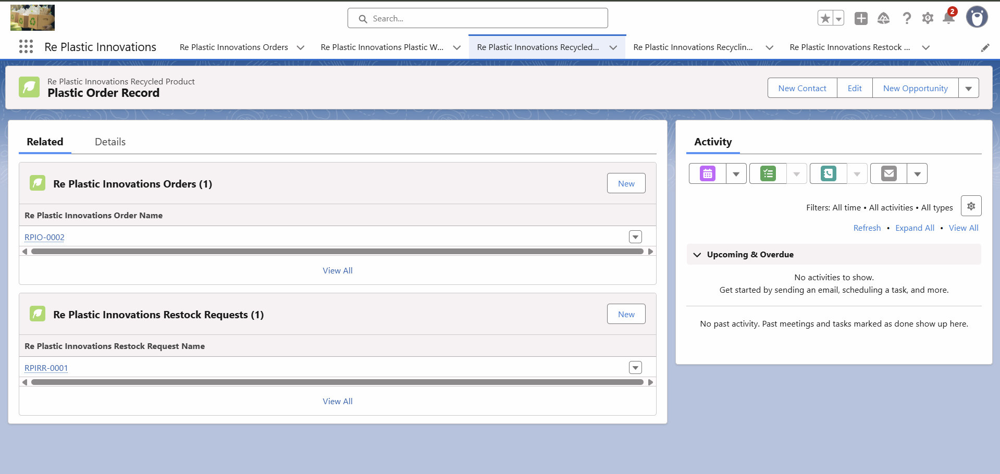 Search...
2
Re Plastic Innovations
Re Plastic Innovations Orders
Re Plastic Innovations Plastic W...
Re Plastic Innovations Recycled...
Re Plastic Innovations Recyclin...
Re Plastic Innovations Restock ...
Re Plastic Innovations Recycled Product
Plastic Order Record
New Contact
Edit
New Opportunity
Related
Details
Re Plastic Innovations Orders (1)
New
Re Plastic Innovations Order Name
RPIO-0002
View All
Re Plastic Innovations Restock Requests (1)
New
Re Plastic Innovations Restock Request Name
RPIRR-0001
View All
Activity
Filters: All time • All activities • All types
Refresh • Expand All • View All
Upcoming & Overdue
No activities to show.
Get started by sending an email, scheduling a task, and more.
No past activity. Past meetings and tasks marked as done show up here.